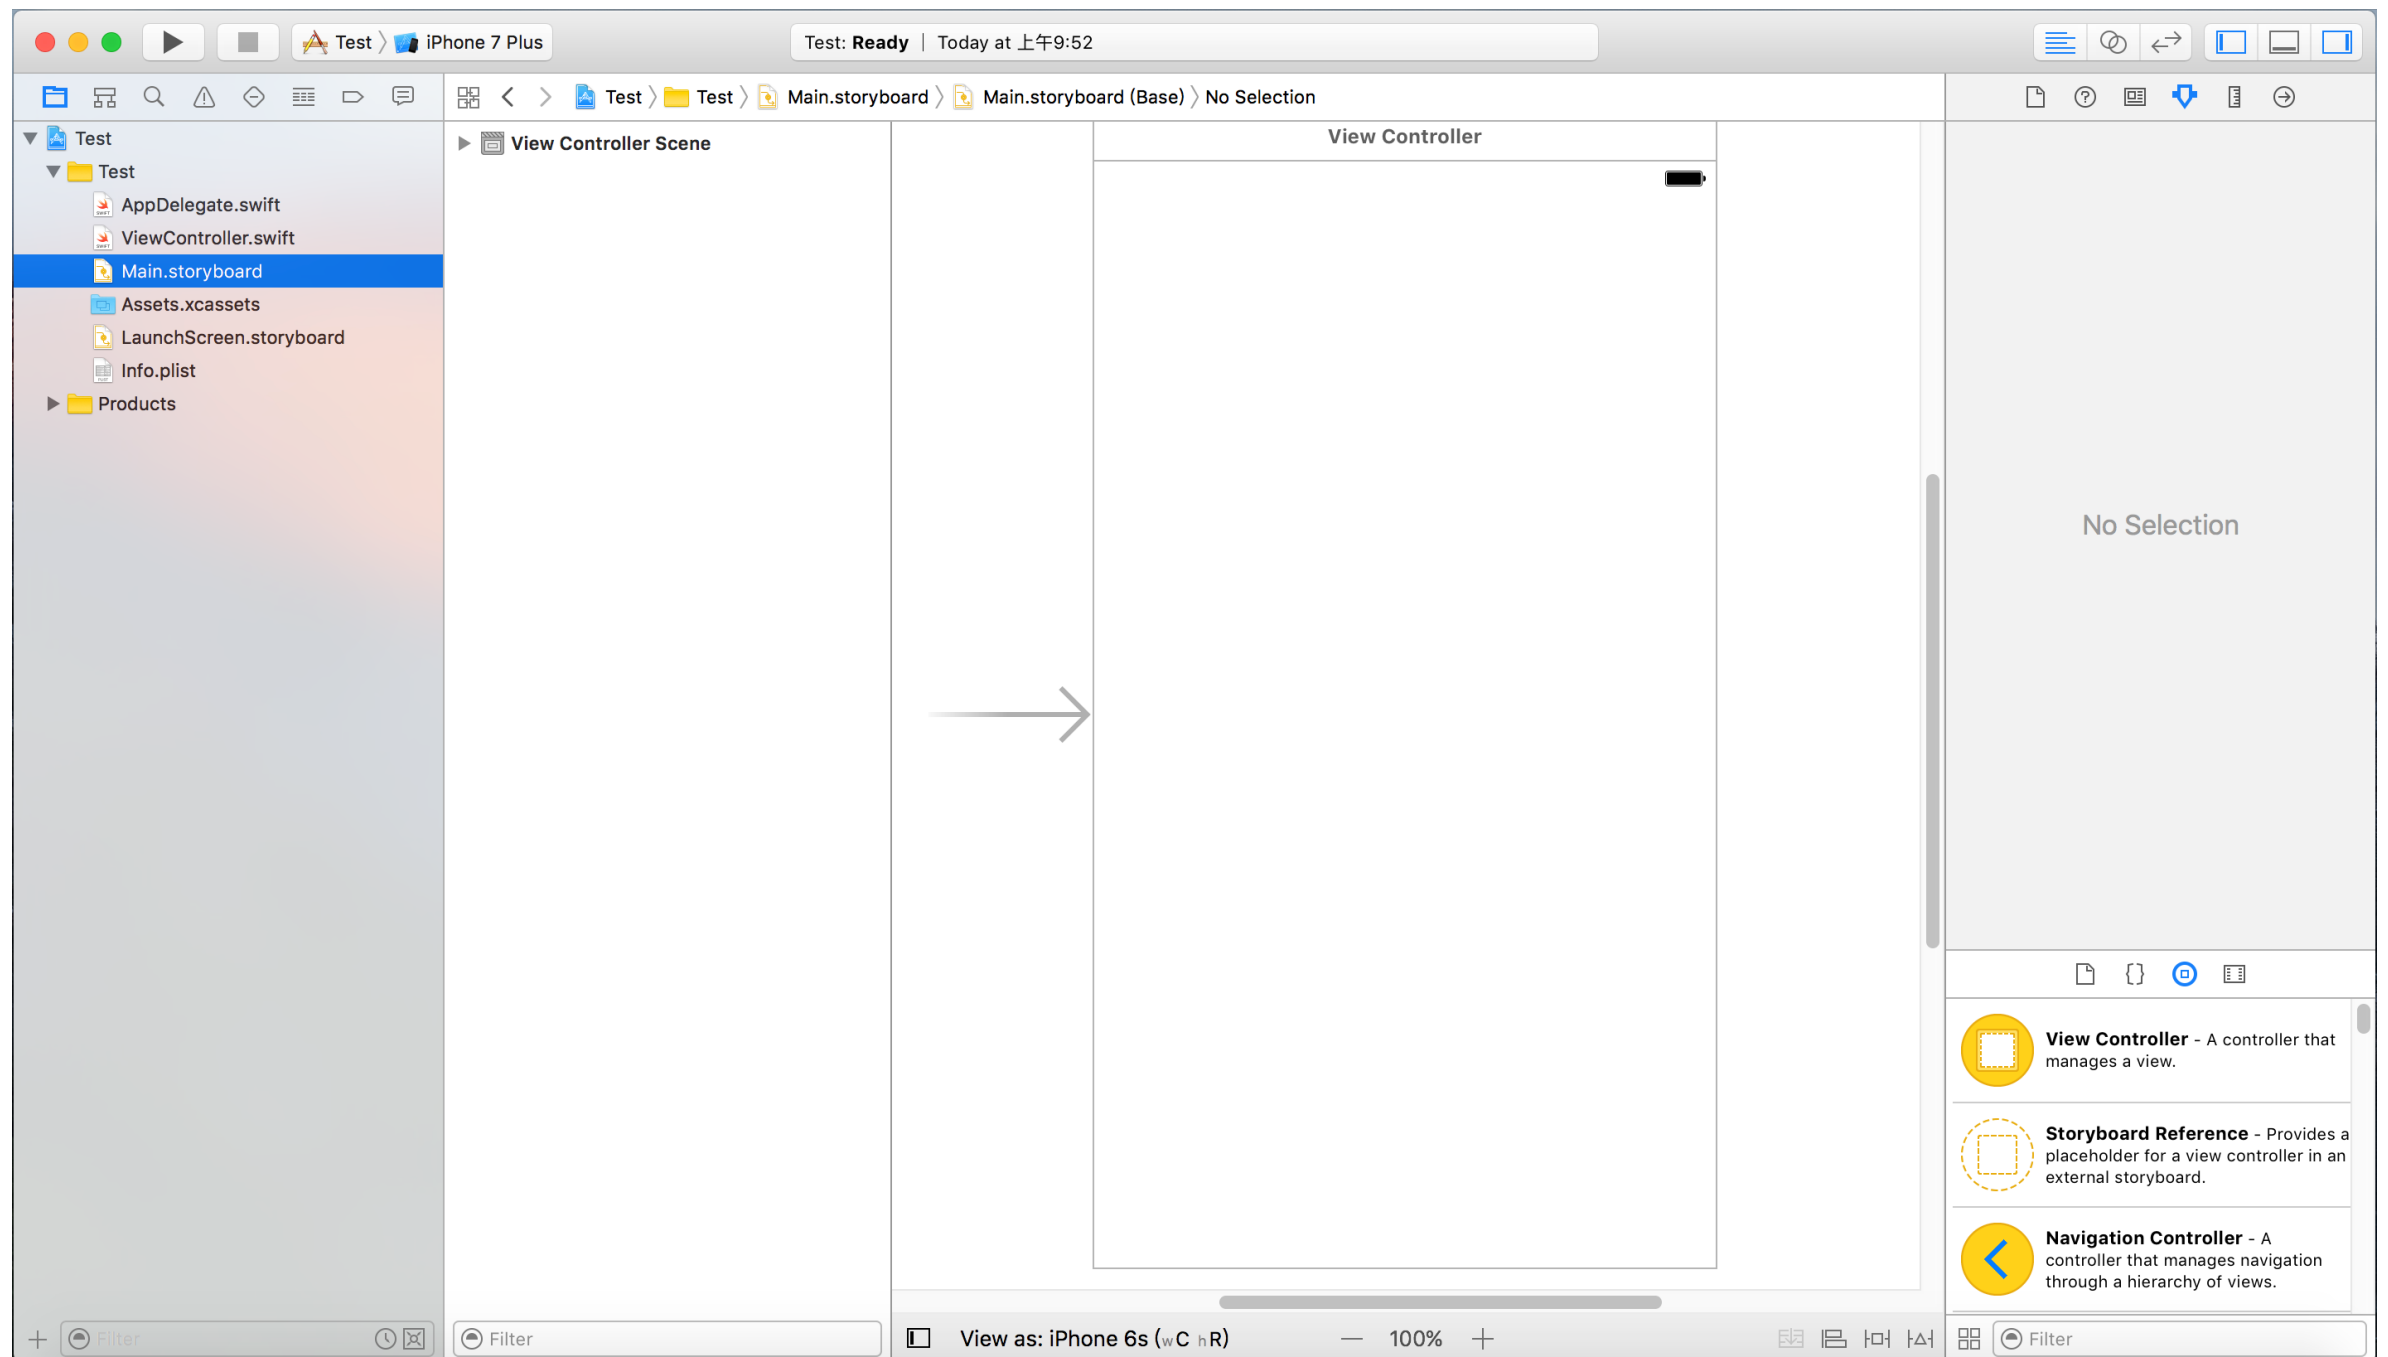 Test
iPhone 7 Plus
Test: Ready | Today at 上午9:52
Test
Test
Main.storyboard
Main.storyboard (Base)
No Selection
Test
Test
AppDelegate.swift
ViewController.swift
Main.storyboard
Assets.xcassets
LaunchScreen.storyboard
Info.plist
Products
View Controller Scene
View Controller
No Selection
View Controller - A controller that
manages a view.
Storyboard Reference - Provides a
placeholder for a view controller in an
external storyboard.
Navigation Controller - A
controller that manages navigation
through a hierarchy of views.
Filter
Filter
View as: iPhone 6s (wC hR)
100%
Filter